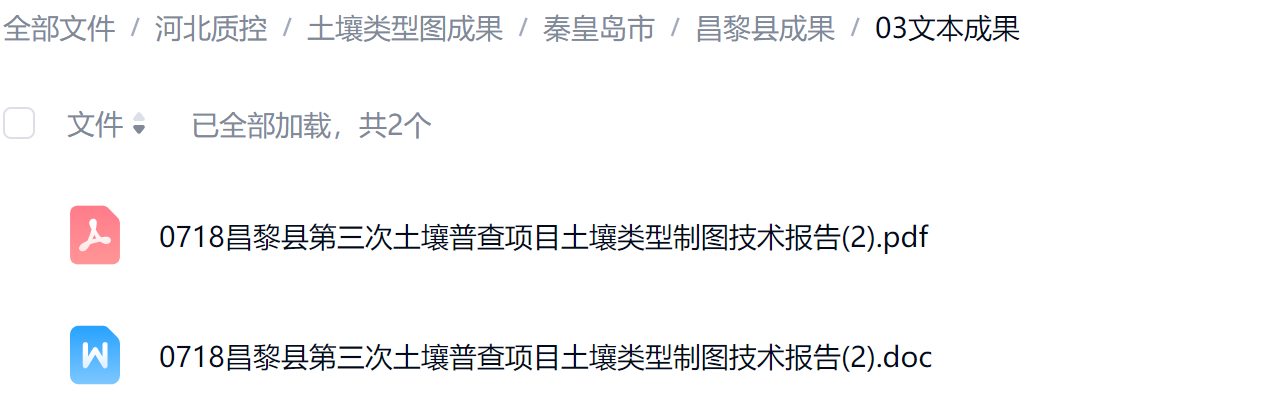 全部文件 / 河北质控 / 土壤类型图成果 / 秦皇岛市 / 昌黎县成果 / 03文本成果
文件 已全部加载，共2个
0718昌黎县第三次土壤普查项目土壤类型制图技术报告(2).pdf
0718昌黎县第三次土壤普查项目土壤类型制图技术报告(2).doc